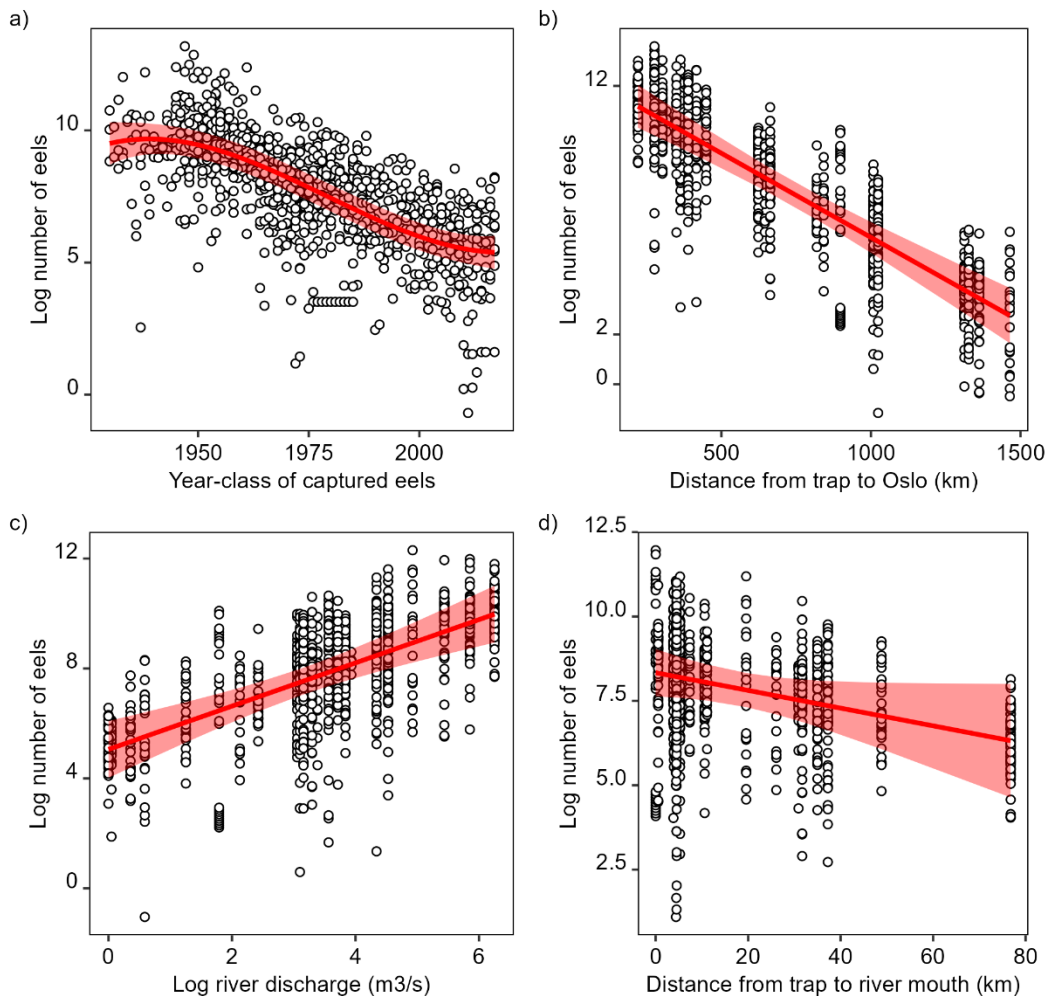 a)
Log number of eels
10
5
0
1950
1975
2000
Year-class of captured eels
b)
Log number of eels
12
2
0
500
1000
1500
Distance from trap to Oslo (km)
c)
Log number of eels
12
8
4
0
0
2
4
6
Log river discharge (m3/s)
d)
Log number of eels
12.5
10.0
7.5
5.0
2.5
0
20
40
60
80
Distance from trap to river mouth (km)